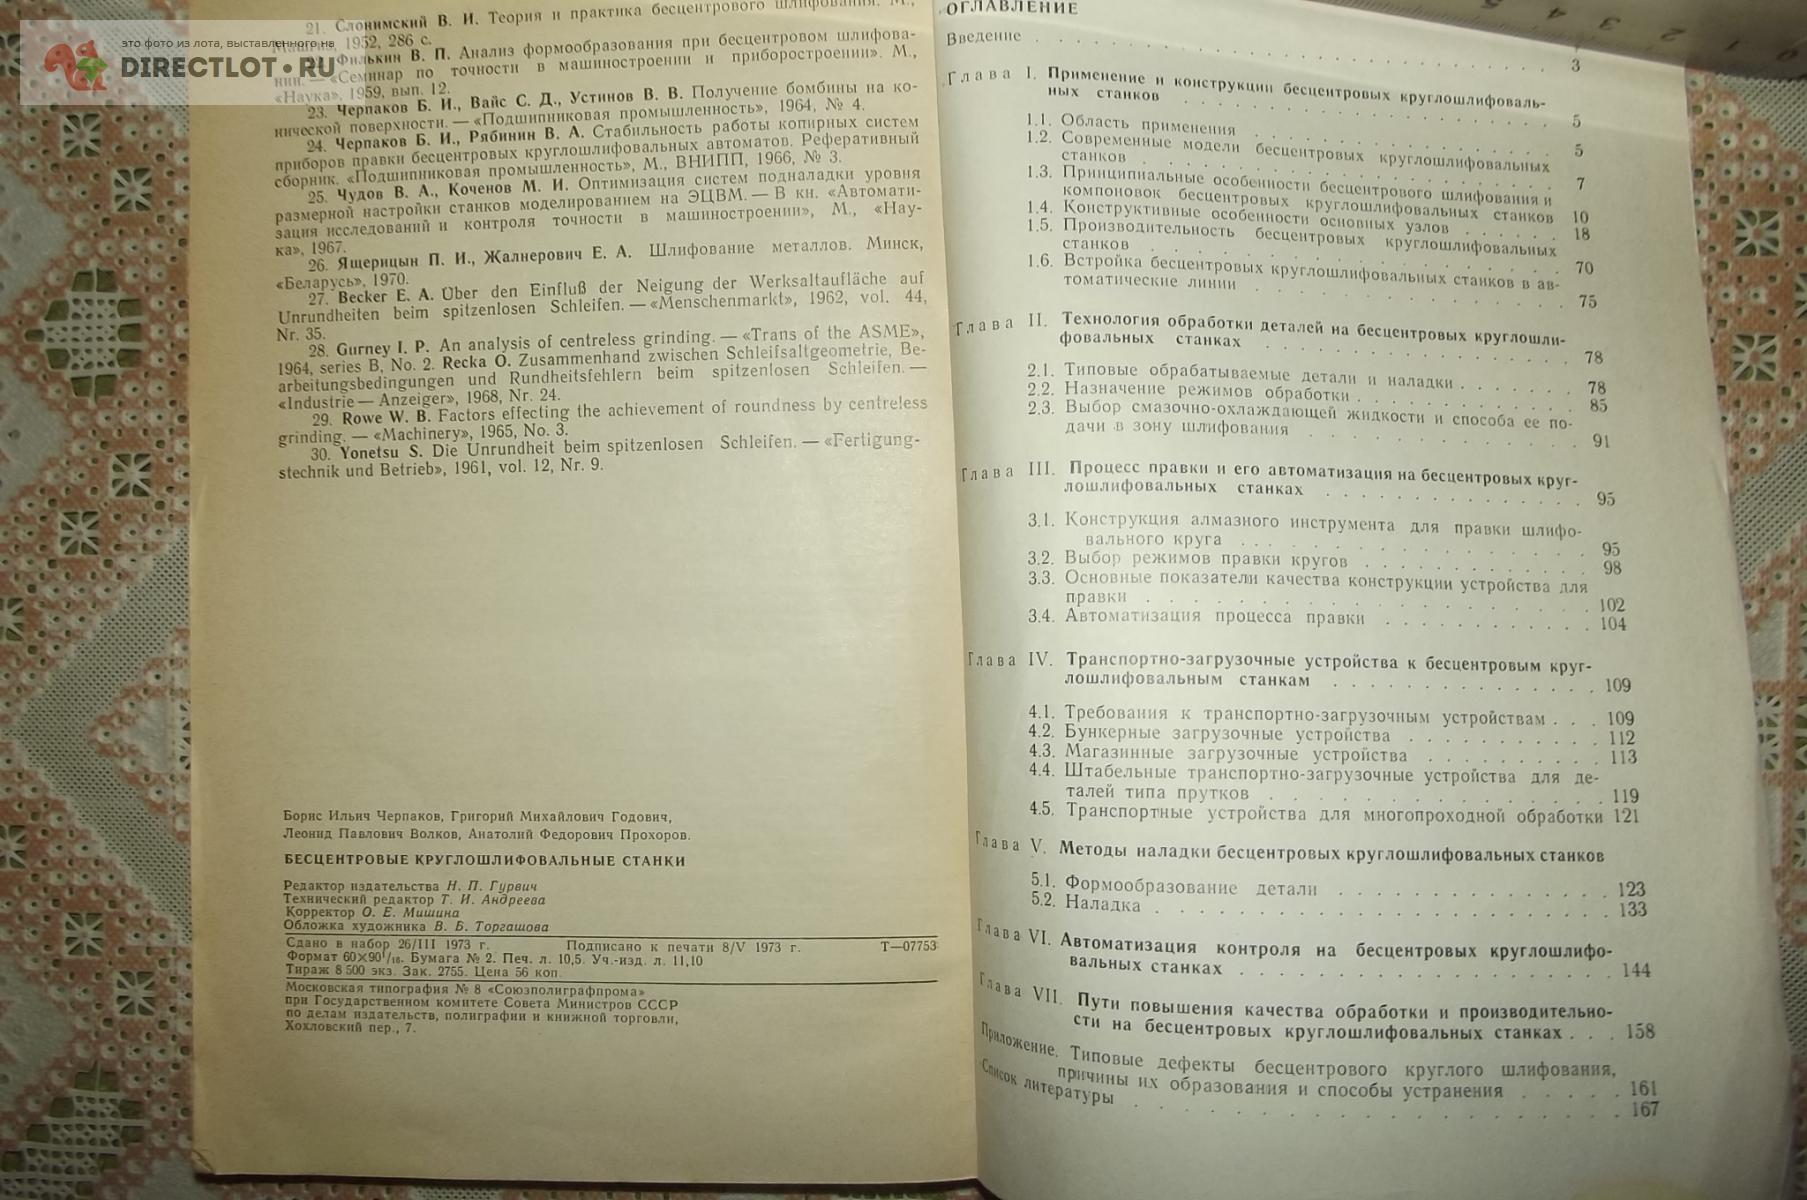 это фото из лота, выставленного на
DIRECTLOT.RU
21. Слонимский В. И. Теория и практика бесцентрового шлифования. М.,
1952, 286 с.
Филькин В. П. Анализ формообразования при бесцентровом шлифова-
нии. — «Семинар по точности в машиностроении и приборостроении». М.,
«Наука», 1959, вып. 12.
23. Черпаков Б. И., Вайс С. Д., Устинов В. В. Получение бомбины на ко-
нической поверхности. — «Подшипниковая промышленность», 1964, № 4.
24. Черпаков Б. И., Рябинин В. А. Стабильность работы копирных систем
приборов правки бесцентровых круглошлифовальных автоматов. Реферативный
сборник. «Подшипниковая промышленность», М., ВНИПП, 1966, № 3.
25. Чудов В. А., Коченов М. И. Оптимизация систем подналадки уровня
размерной настройки станков моделированием на ЭЦВМ. — В кн. «Автомати-
зация исследований и контроля точности в машиностроении», М., «Нау-
ка», 1967.
26. Ящерицын П. И., Жалнерович Е. А. Шлифование металлов. Минск,
«Беларусь», 1970.
27. Becker E. A. Über den Einfluß der Neigung der Werksaltaufläche auf
Unrundheiten beim spitzenlosen Schleifen. — «Menschenmarkt», 1962, vol. 44,
Nr. 35.
28. Gurney I. P. An analysis of centreless grinding. — «Trans of the ASME»,
1964, series B, No. 2. Recka O. Zusammenhand zwischen Schleifsaltgeometrie, Be-
arbeitungsbedingungen und Rundheitsfehlern beim spitzenlosen Schleifen. —
«Industrie — Anzeiger», 1968, Nr. 24.
29. Rowe W. B. Factors effecting the achievement of roundness by centreless
grinding. — «Machinery», 1965, No. 3.
30. Yonetsu S. Die Unrundheit beim spitzenlosen Schleifen. — «Fertigung-
stechnik und Betrieb», 1961, vol. 12, Nr. 9.
Борис Ильич Черпаков, Григорий Михайлович Годович,
Леонид Павлович Волков, Анатолий Федорович Прохоров.
БЕСЦЕНТРОВЫЕ КРУГЛОШЛИФОВАЛЬНЫЕ СТАНКИ
Редактор издательства Н. П. Гурвич
Технический редактор Т. И. Андреева
Корректор О. Е. Мишина
Обложка художника В. Б. Торгашова
Сдано в набор 26/III 1973 г. Подписано к печати 8/V 1973 г. Т—07753
Формат 60×90¹/₁₆. Бумага № 2. Печ. л. 10,5. Уч.-изд. л. 11,10
Тираж 8 500 экз. Зак. 2755. Цена 56 коп.
Московская типография № 8 «Союзполиграфпрома»
при Государственном комитете Совета Министров СССР
по делам издательств, полиграфии и книжной торговли,
Хохловский пер., 7.
ОГЛАВЛЕНИЕ
Введение . . . 3
Глава I. Применение и конструкции бесцентровых круглошлифоваль-
ных станков . . . 5
1.1. Область применения . . . 5
1.2. Современные модели бесцентровых круглошлифовальных
станков . . . 7
1.3. Принципиальные особенности бесцентрового шлифования и
компоновок бесцентровых круглошлифовальных станков 10
1.4. Конструктивные особенности основных узлов . . . 18
1.5. Производительность бесцентровых круглошлифовальных
станков . . . 70
1.6. Встройка бесцентровых круглошлифовальных станков в ав-
томатические линии . . . 75
Глава II. Технология обработки деталей на бесцентровых круглошли-
фовальных станках . . . 78
2.1. Типовые обрабатываемые детали и наладки . . . 78
2.2. Назначение режимов обработки . . . 85
2.3. Выбор смазочно-охлаждающей жидкости и способа ее по-
дачи в зону шлифования . . . 91
Глава III. Процесс правки и его автоматизация на бесцентровых круг-
лошлифовальных станках . . . 95
3.1. Конструкция алмазного инструмента для правки шлифо-
вального круга . . . 95
3.2. Выбор режимов правки кругов . . . 98
3.3. Основные показатели качества конструкции устройства для
правки . . . 102
3.4. Автоматизация процесса правки . . . 104
Глава IV. Транспортно-загрузочные устройства к бесцентровым круг-
лошлифовальным станкам . . . 109
4.1. Требования к транспортно-загрузочным устройствам . . . 109
4.2. Бункерные загрузочные устройства . . . 112
4.3. Магазинные загрузочные устройства . . . 113
4.4. Штабельные транспортно-загрузочные устройства для де-
талей типа прутков . . . 119
4.5. Транспортные устройства для многопроходной обработки 121
Глава V. Методы наладки бесцентровых круглошлифовальных станков
5.1. Формообразование детали . . . 123
5.2. Наладка . . . 133
Глава VI. Автоматизация контроля на бесцентровых круглошлифо-
вальных станках . . . 144
Глава VII. Пути повышения качества обработки и производительно-
сти на бесцентровых круглошлифовальных станках . . . 158
Приложение. Типовые дефекты бесцентрового круглого шлифования,
причины их образования и способы устранения . . . 161
Список литературы . . . 167
5 4 3 2 1 0